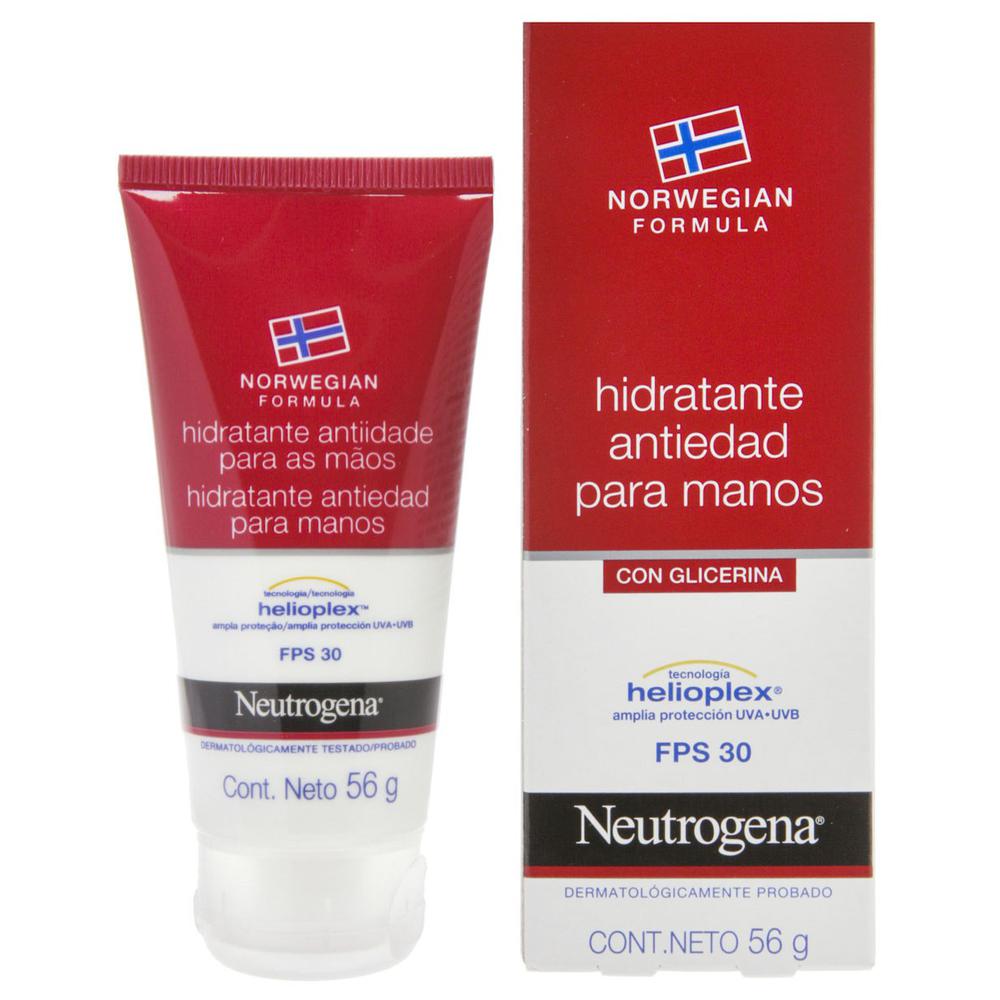 NORWEGIAN
FORMULA
hidratante antiidade
para as mãos
hidratante antiedad
para manos
tecnologia/tecnología
helioplex™
ampla proteção/amplia protección UVA•UVB
FPS 30
Neutrogena®
DERMATOLÓGICAMENTE TESTADO/PROBADO
Cont. Neto 56 g
NORWEGIAN
FORMULA
hidratante
antiedad
para manos
CON GLICERINA
tecnología
helioplex®
amplia protección UVA•UVB
FPS 30
Neutrogena®
DERMATOLÓGICAMENTE PROBADO
CONT.NETO 56 g